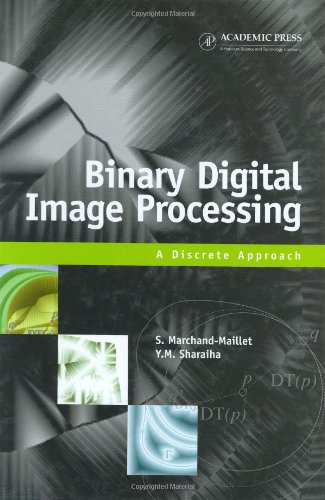 ACADEMIC PRESS
A Harcourt Science and Technology Company
Binary Digital
Image Processing
A Discrete Approach
S. Marchand-Maillet
Y.M. Sharaiha
q
p
DT(p)
DT(p)
Γ